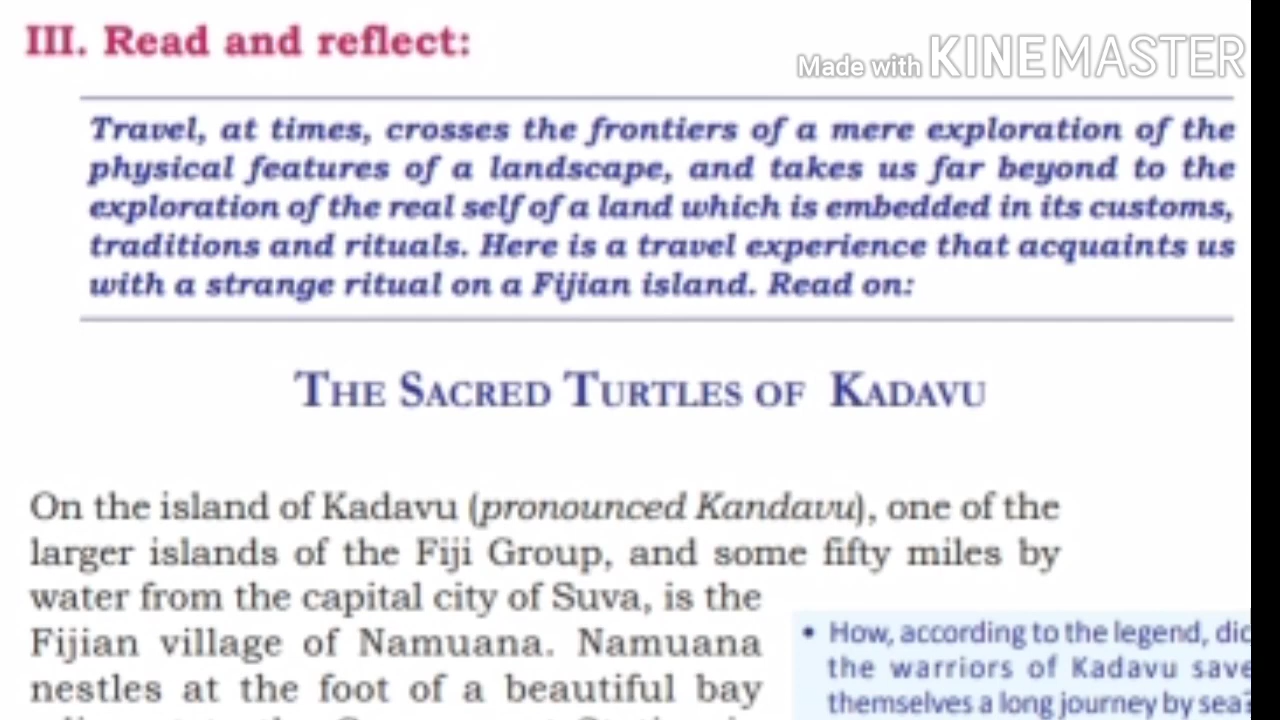 III. Read and reflect:
Made with KINEMASTER
Travel, at times, crosses the frontiers of a mere exploration of the
physical features of a landscape, and takes us far beyond to the
exploration of the real self of a land which is embedded in its customs,
traditions and rituals. Here is a travel experience that acquaints us
with a strange ritual on a Fijian island. Read on:
THE SACRED TURTLES OF KADAVU
On the island of Kadavu (pronounced Kandavu), one of the
larger islands of the Fiji Group, and some fifty miles by
water from the capital city of Suva, is the
Fijian village of Namuana. Namuana
nestles at the foot of a beautiful bay
• How, according to the legend,
the warriors of Kadavu save
themselves a long journey by sea?